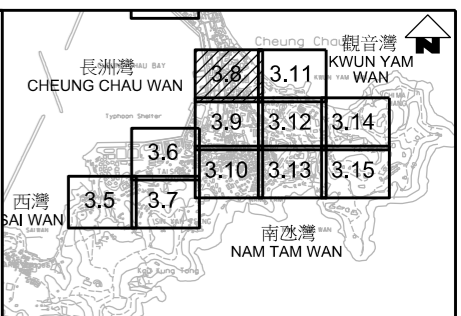 Cheung Chau
觀音灣
KWUN YAM
WAN
N
長洲灣
CHEUNG CHAU WAN
3.8
3.11
Typhoon Shelter
3.9
3.12
3.14
3.6
3.10
3.13
3.15
3.5
3.7
西灣
SAI WAN
南氹灣
NAM TAM WAN